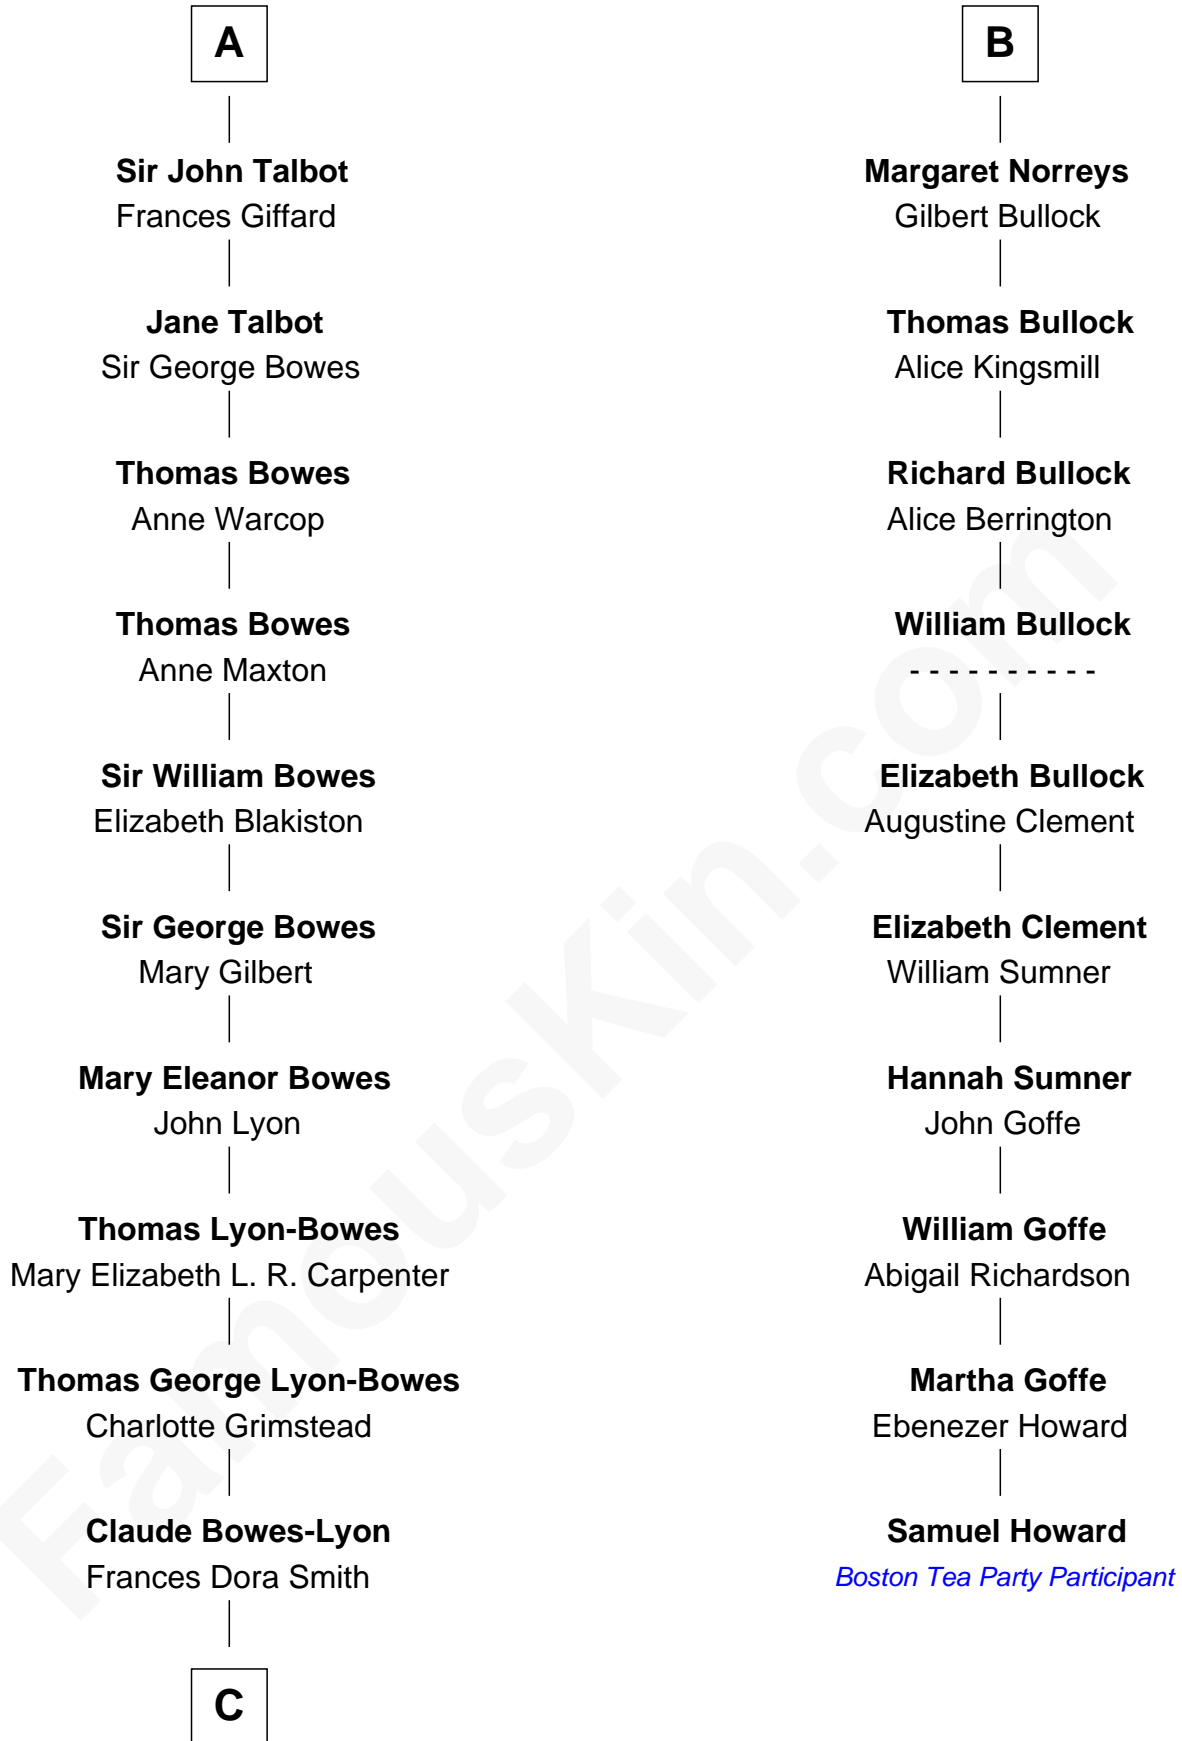 A
Sir John Talbot
Frances Giffard
Jane Talbot
Sir George Bowes
Thomas Bowes
Anne Warcop
Thomas Bowes
Anne Maxton
Sir William Bowes
Elizabeth Blakiston
Sir George Bowes
Mary Gilbert
Mary Eleanor Bowes
John Lyon
Thomas Lyon-Bowes
Mary Elizabeth L. R. Carpenter
Thomas George Lyon-Bowes
Charlotte Grimstead
Claude Bowes-Lyon
Frances Dora Smith
C
B
Margaret Norreys
Gilbert Bullock
Thomas Bullock
Alice Kingsmill
Richard Bullock
Alice Berrington
William Bullock
- - - - - - - - - -
Elizabeth Bullock
Augustine Clement
Elizabeth Clement
William Sumner
Hannah Sumner
John Goffe
William Goffe
Abigail Richardson
Martha Goffe
Ebenezer Howard
Samuel Howard
Boston Tea Party Participant
FamousKin.com